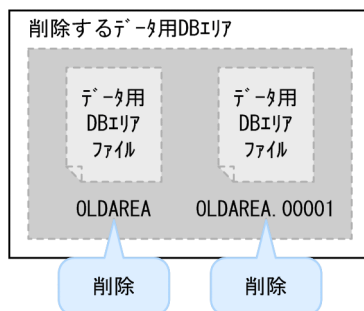 削除するﾃﾞｰﾀ用DBｴﾘｱ
ﾃﾞｰﾀ用
DBｴﾘｱ
ﾌｧｲﾙ
ﾃﾞｰﾀ用
DBｴﾘｱ
ﾌｧｲﾙ
OLDAREA
OLDAREA.00001
削除
削除